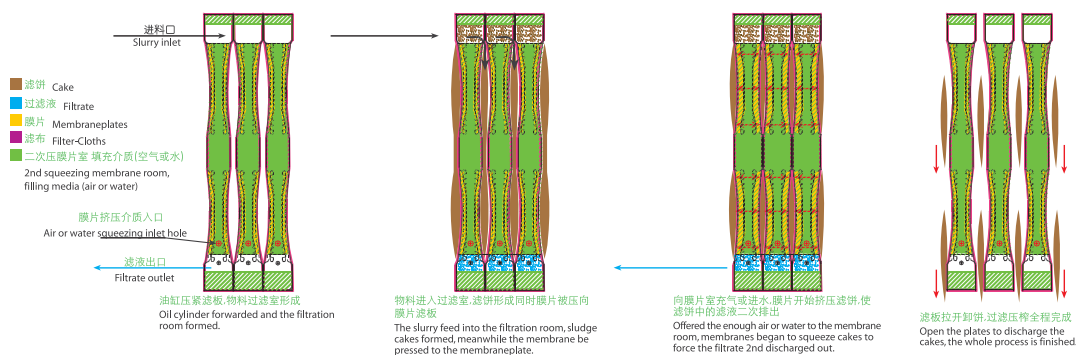 进料口
Slurry inlet
滤饼 Cake
过滤液 Filtrate
膜片 Membraneplates
滤布 Filter-Cloths
二次压膜片室 填充介质(空气或水)
2nd squeezing membrane room,
filling media (air or water)
膜片挤压介质入口
Air or water squeezing inlet hole
滤液出口
Filtrate outlet
油缸压紧滤板.物料过滤室形成
Oil cylinder forwarded and the filtration
room formed.
物料进入过滤室.滤饼形成同时膜片被压向
膜片滤板
The slurry feed into the filtration room, sludge
cakes formed, meanwhile the membrane be
pressed to the membraneplate.
向膜片室充气或进水.膜片开始挤压滤饼.使
滤饼中的滤液二次排出
Offered the enough air or water to the membrane
room, membranes began to squeeze cakes to
force the filtrate 2nd discharged out.
滤板拉开卸饼.过滤压榨全程完成
Open the plates to discharge the
cakes, the whole process is finished.